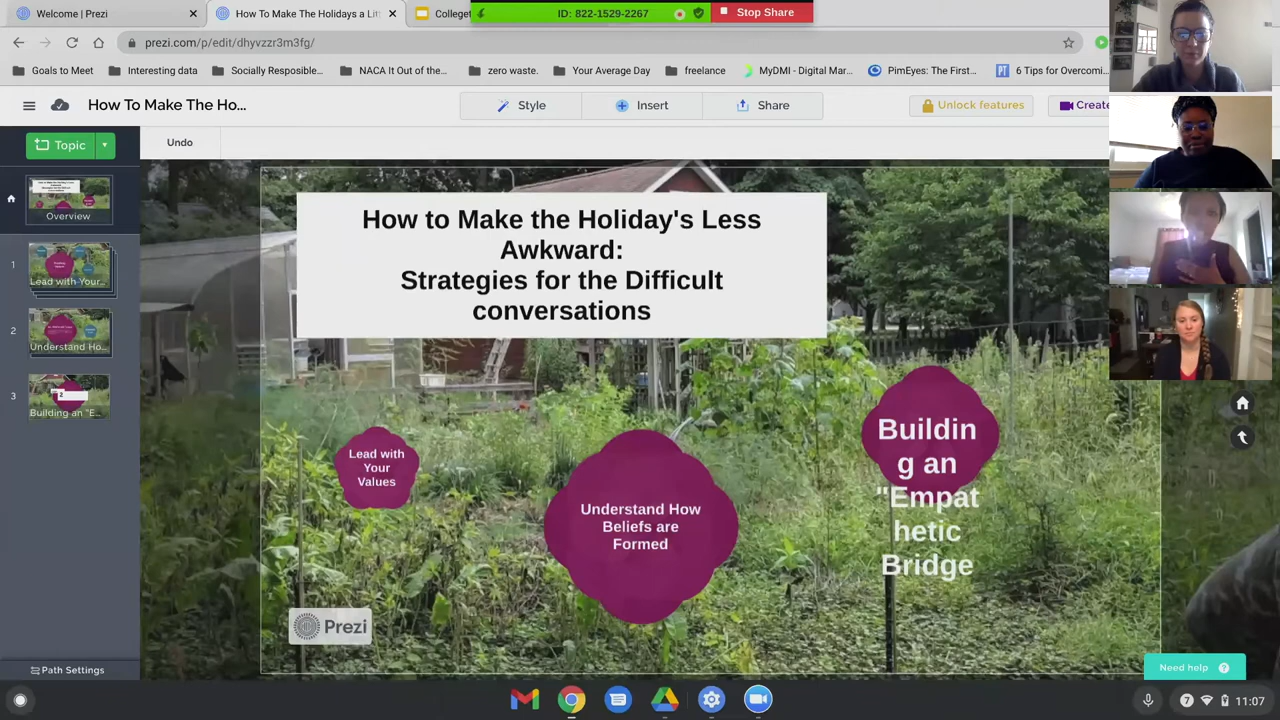 Welcome | Prezi
How To Make The Holidays a Lit
Colleget
ID: 822-1529-2267
Stop Share
prezi.com/p/edit/dhyvzzr3m3fg/
Goals to Meet
Interesting data
Socially Resposible...
NACA It Out of the...
zero waste.
Your Average Day
freelance
MyDMI - Digital Mar...
PimEyes: The First...
6 Tips for Overcomi...
How To Make The Ho...
Style
Insert
Share
Unlock features
Create
Topic
Undo
Overview
1
Lead with Your...
2
Understand Ho...
3
Building an "E...
Path Settings
How to Make the Holiday's Less
Awkward:
Strategies for the Difficult
conversations
Lead with
Your
Values
Understand How
Beliefs are
Formed
Buildin
g an
"Empat
hetic
Bridge
Prezi
Need help ?
7
11:07